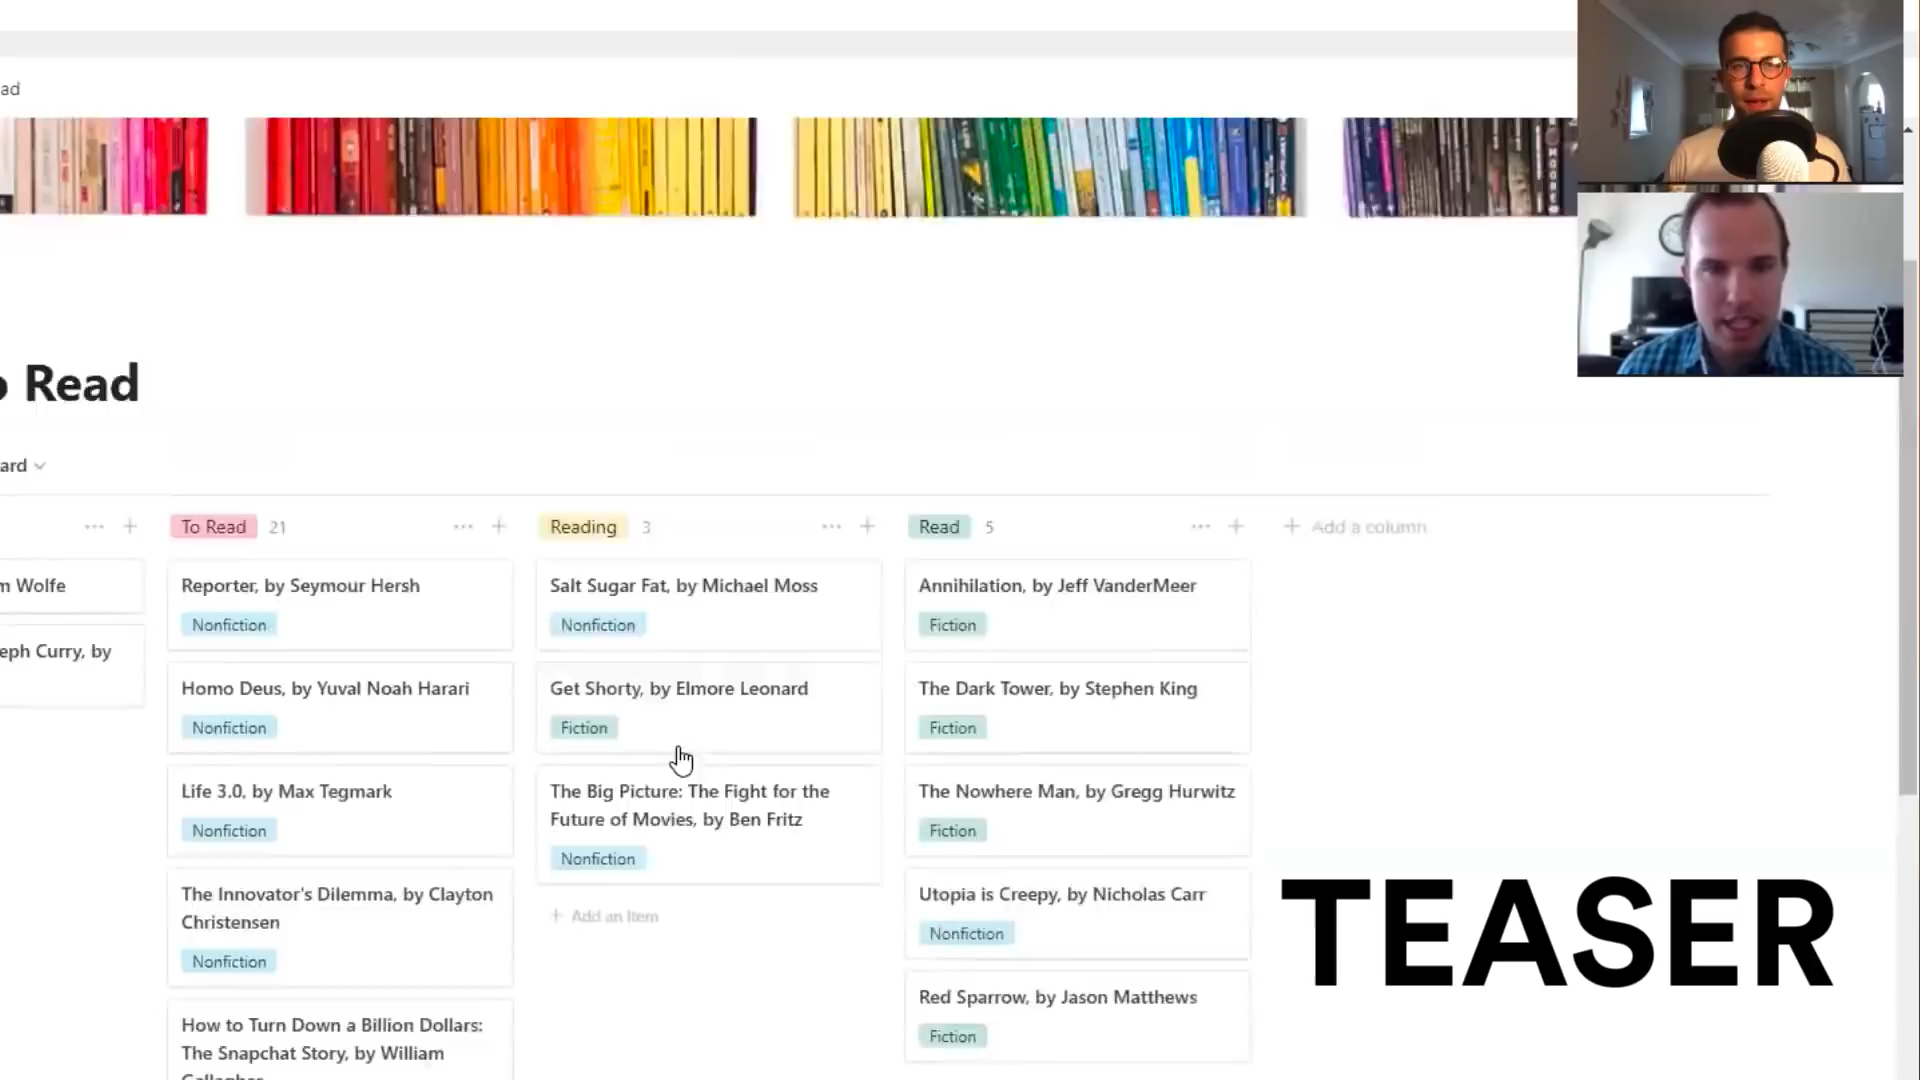 ad
o Read
ard
To Read 21
Reading 3
Read 5
Add a column
m Wolfe
eph Curry, by
Reporter, by Seymour Hersh
Nonfiction
Homo Deus, by Yuval Noah Harari
Nonfiction
Life 3.0, by Max Tegmark
Nonfiction
The Innovator's Dilemma, by Clayton
Christensen
Nonfiction
How to Turn Down a Billion Dollars:
The Snapchat Story, by William
Salt Sugar Fat, by Michael Moss
Nonfiction
Get Shorty, by Elmore Leonard
Fiction
The Big Picture: The Fight for the
Future of Movies, by Ben Fritz
Nonfiction
Add an item
Annihilation, by Jeff VanderMeer
Fiction
The Dark Tower, by Stephen King
Fiction
The Nowhere Man, by Gregg Hurwitz
Fiction
Utopia is Creepy, by Nicholas Carr
Nonfiction
Red Sparrow, by Jason Matthews
Fiction
TEASER